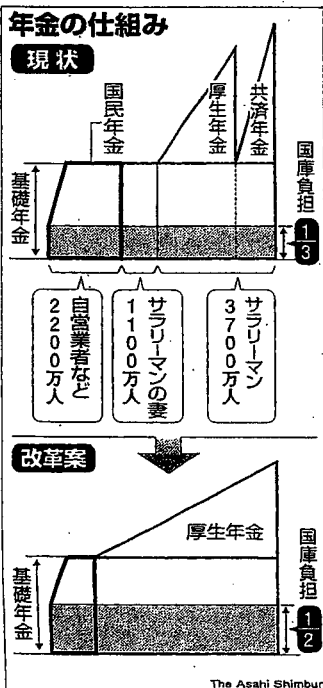 年金の仕組み
現状
国民年金
厚生年金
共済年金
国庫負担
1/3
基礎年金
自営業者など
2200万人
サラリーマンの妻
1100万人
サラリーマン
3700万人
改革案
厚生年金
国庫負担
1/2
基礎年金
The Asahi Shimbun